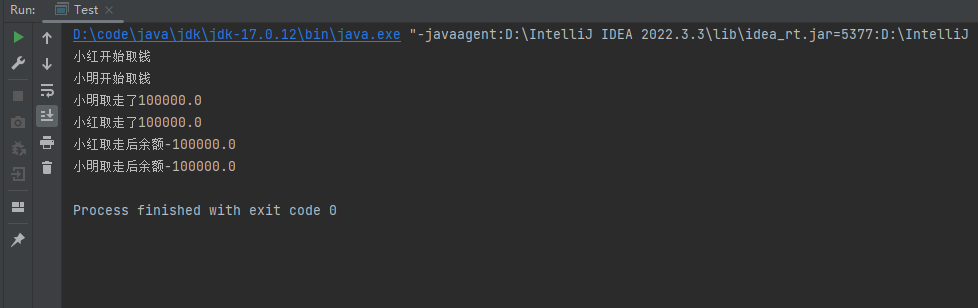 Run: Test
D:\code\java\jdk\jdk-17.0.12\bin\java.exe "-javaagent:D:\IntelliJ IDEA 2022.3.3\lib\idea_rt.jar=5377:D:\IntelliJ
小红开始取钱
小明开始取钱
小明取走了100000.0
小红取走了100000.0
小红取走后余额-100000.0
小明取走后余额-100000.0
Process finished with exit code 0